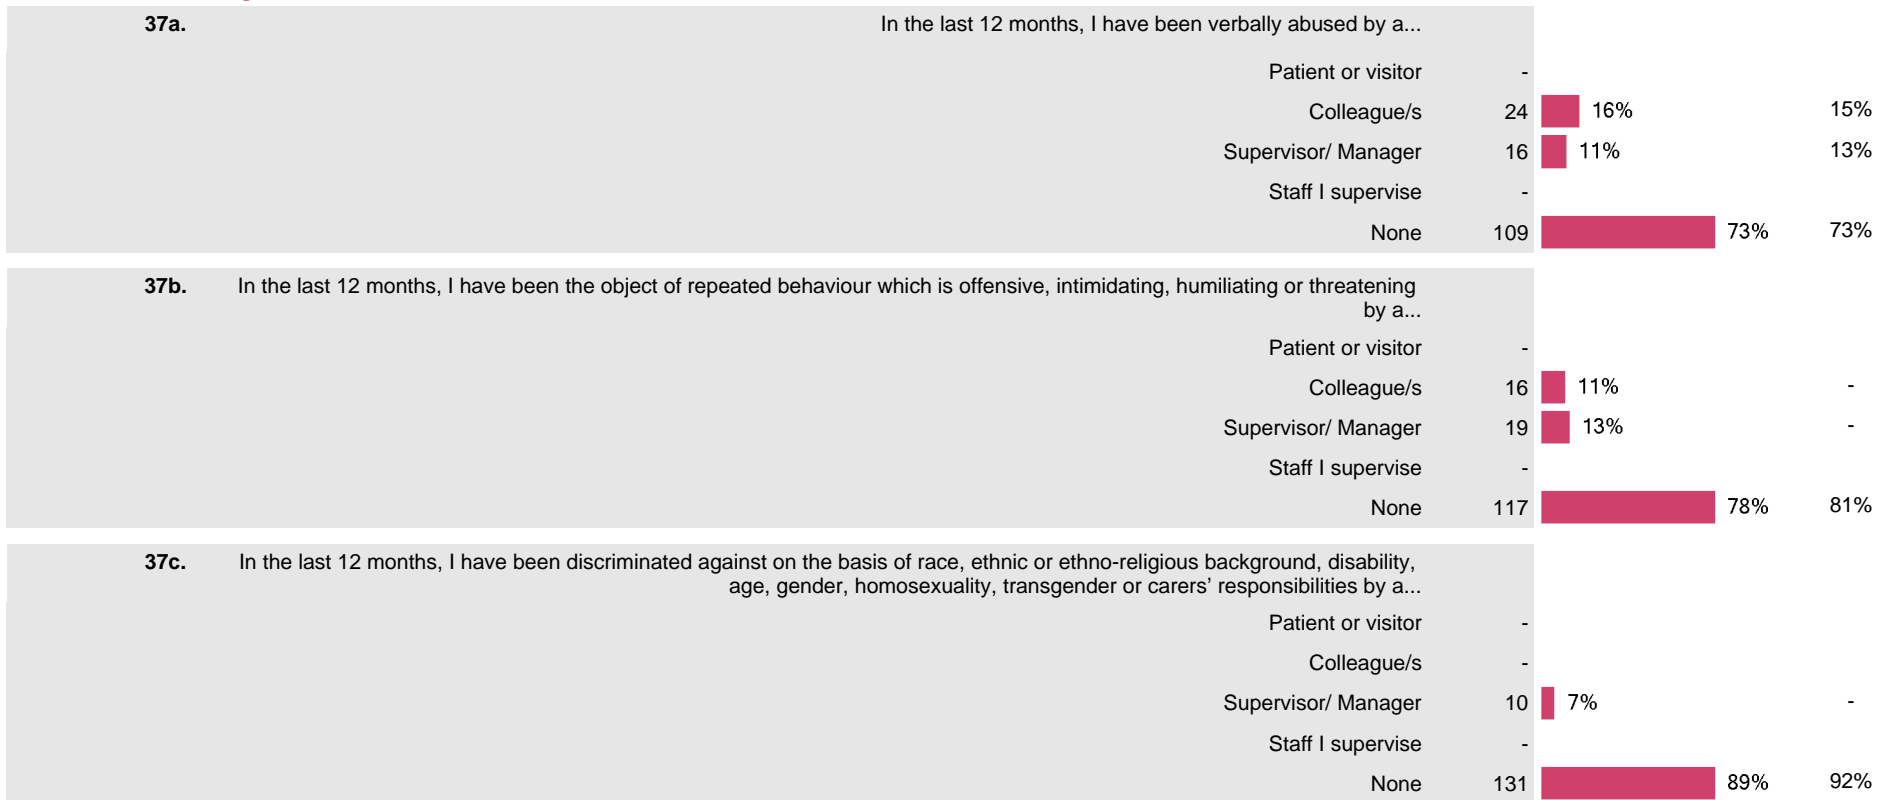 37a. In the last 12 months, I have been verbally abused by a...
Patient or visitor -
Colleague/s 24 16% 15%
Supervisor/ Manager 16 11% 13%
Staff I supervise -
None 109 73% 73%
37b. In the last 12 months, I have been the object of repeated behaviour which is offensive, intimidating, humiliating or threatening
by a...
Patient or visitor -
Colleague/s 16 11% -
Supervisor/ Manager 19 13% -
Staff I supervise -
None 117 78% 81%
37c. In the last 12 months, I have been discriminated against on the basis of race, ethnic or ethno-religious background, disability,
age, gender, homosexuality, transgender or carers’ responsibilities by a...
Patient or visitor -
Colleague/s -
Supervisor/ Manager 10 7% -
Staff I supervise -
None 131 89% 92%